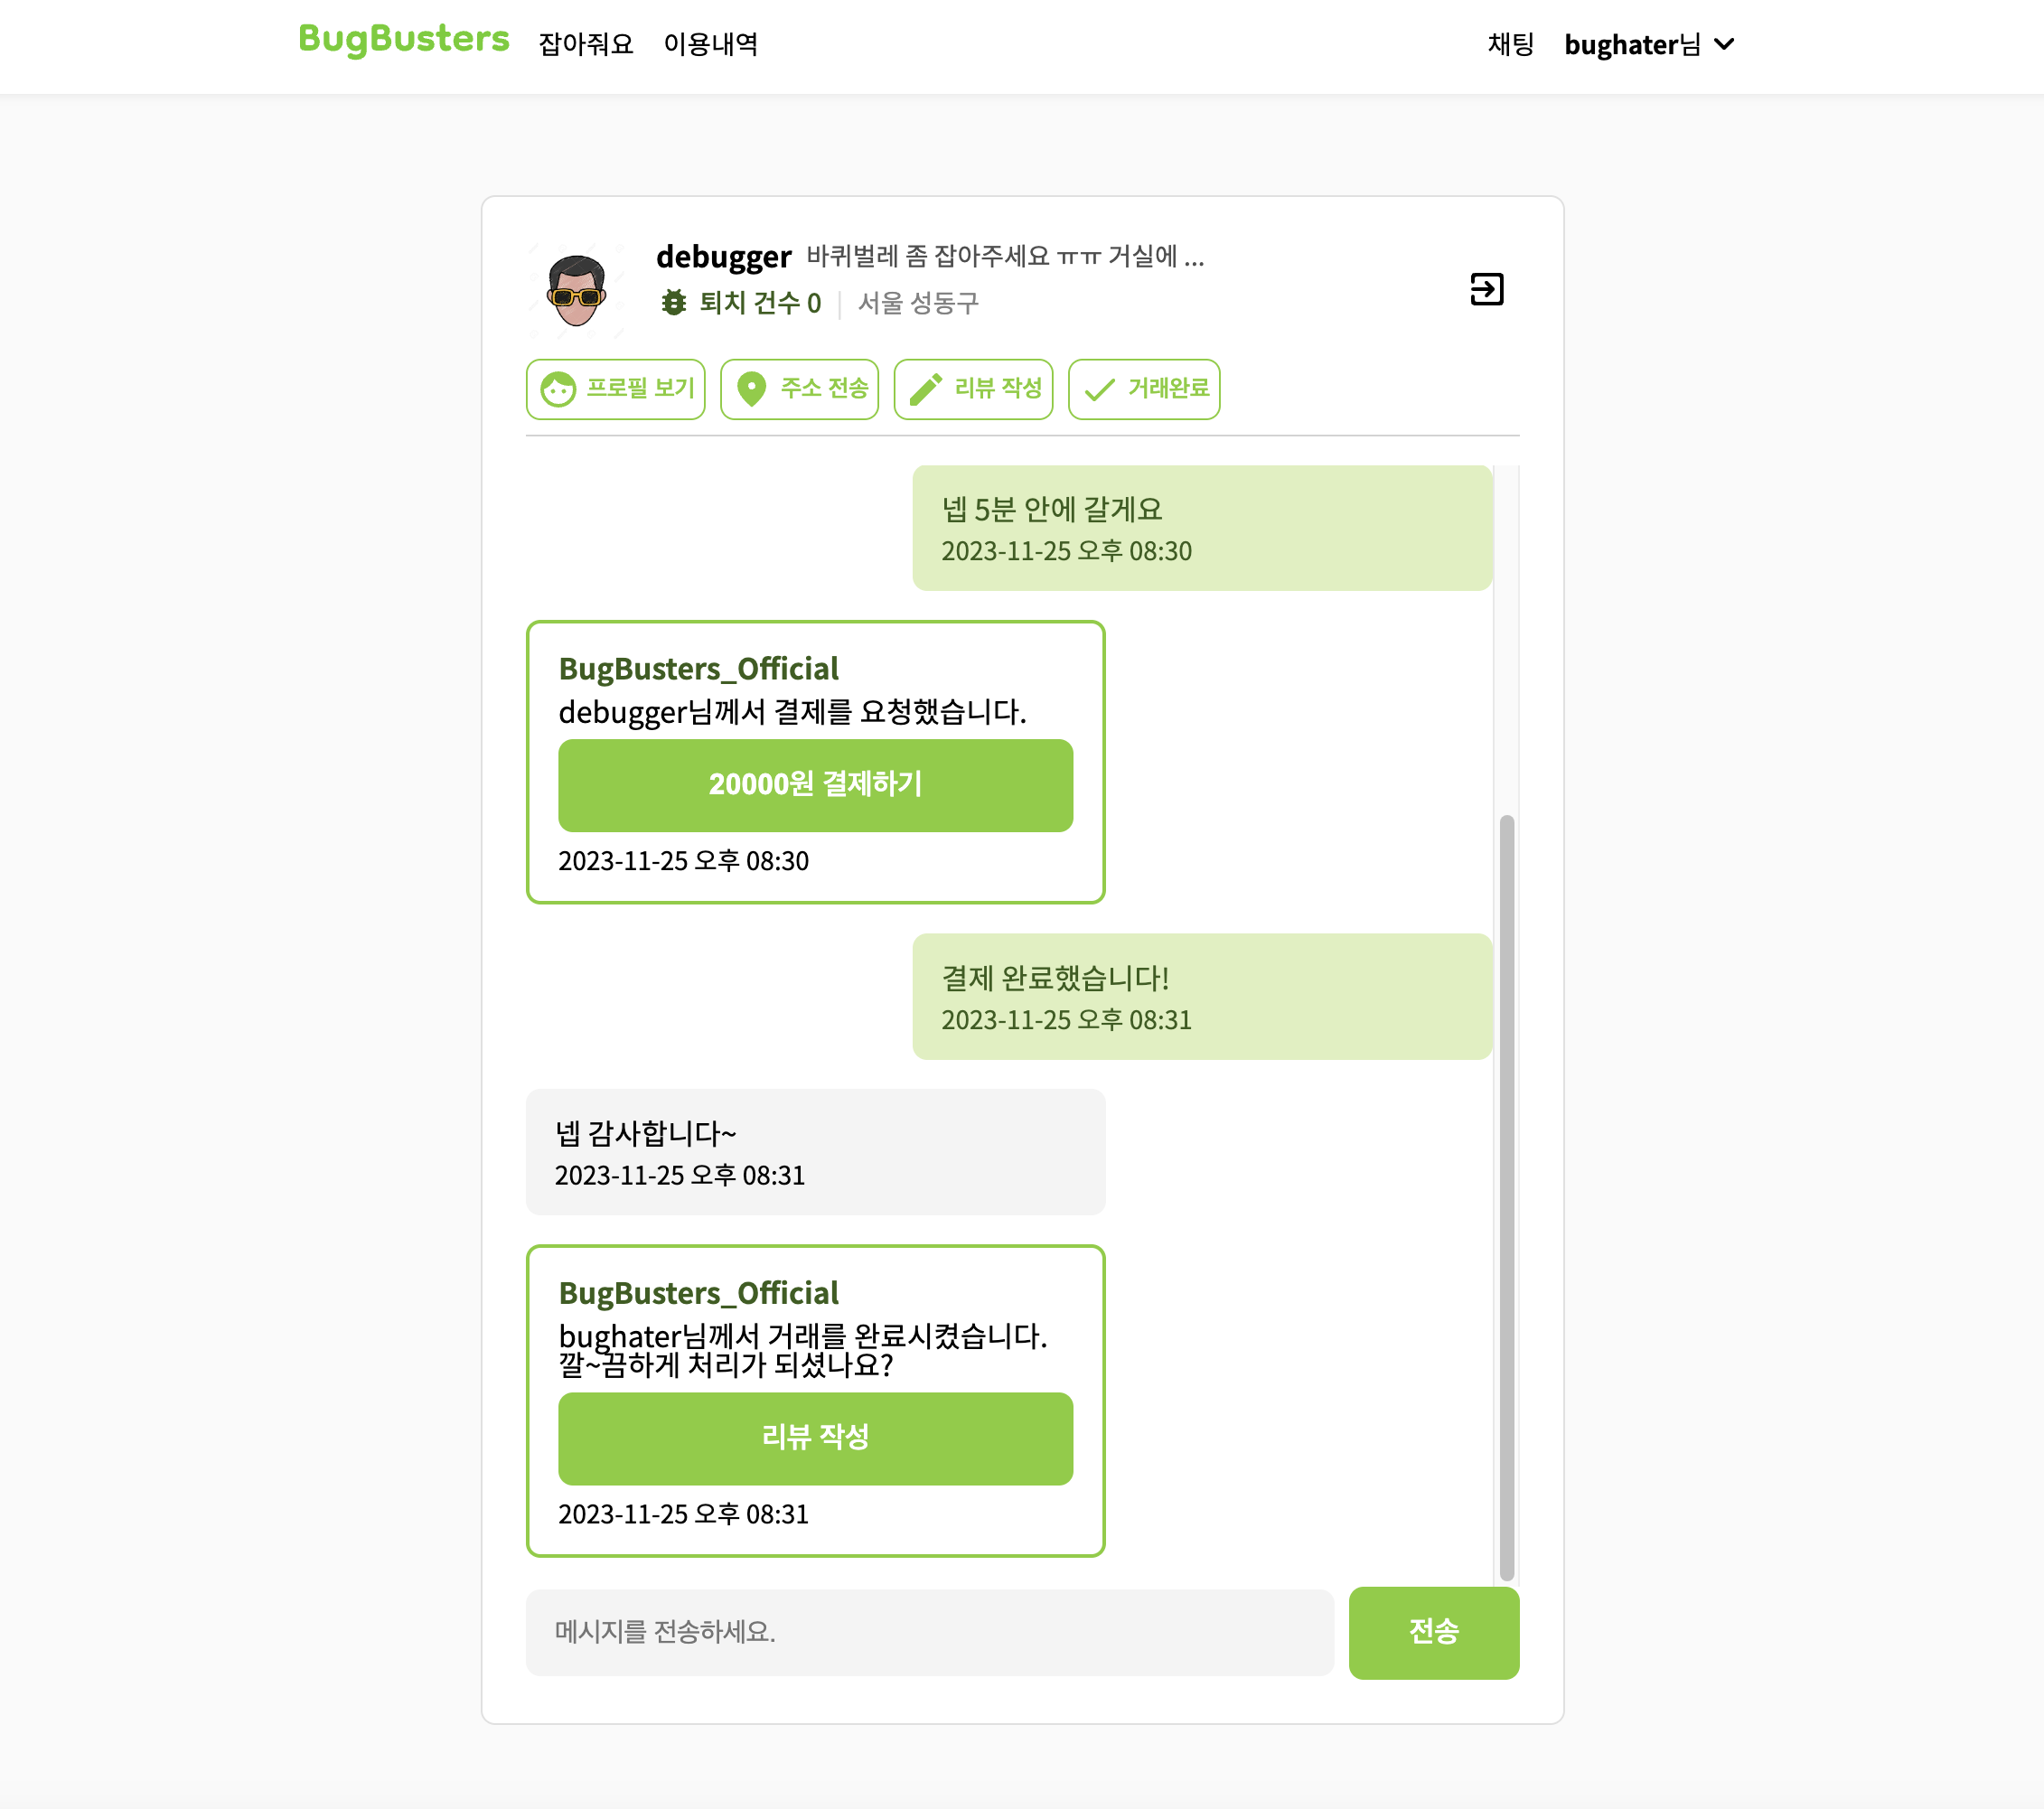 BugBusters 잡아줘요 이용내역 채팅 bughater님
debugger 바퀴벌레 좀 잡아주세요 ㅠㅠ 거실에 ...
퇴치 건수 0 서울 성동구
프로필 보기 주소 전송 리뷰 작성 거래완료
넵 5분 안에 갈게요
2023-11-25 오후 08:30
BugBusters_Official
debugger님께서 결제를 요청했습니다.
20000원 결제하기
2023-11-25 오후 08:30
결제 완료했습니다!
2023-11-25 오후 08:31
넵 감사합니다~
2023-11-25 오후 08:31
BugBusters_Official
bughater님께서 거래를 완료시켰습니다.
깔~끔하게 처리가 되셨나요?
리뷰 작성
2023-11-25 오후 08:31
메시지를 전송하세요. 전송